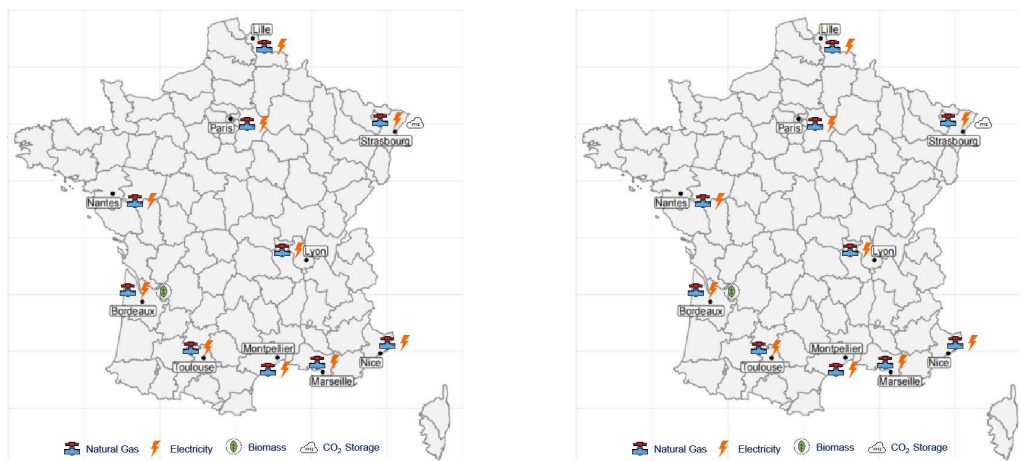 Lille
Paris
Strasbourg
Nantes
Lyon
Bordeaux
Montpellier
Nice
Toulouse
Marseille
Natural Gas Electricity Biomass CO₂ Storage
Lille
Paris
Strasbourg
Nantes
Lyon
Bordeaux
Montpellier
Nice
Toulouse
Marseille
Natural Gas Electricity Biomass CO₂ Storage